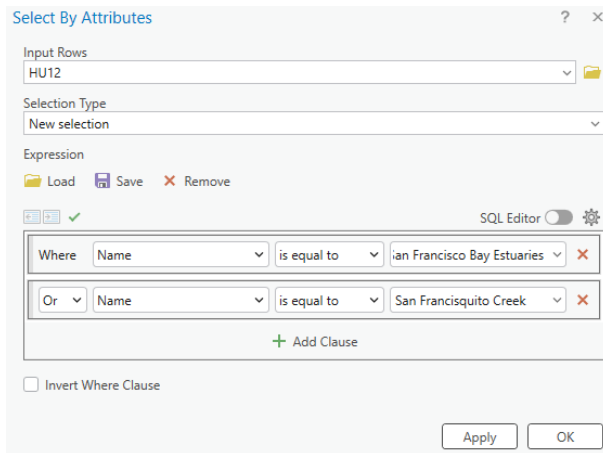 Select By Attributes ? ×
Input Rows
HU12
Selection Type
New selection
Expression
Load Save Remove
SQL Editor
Where Name is equal to an Francisco Bay Estuaries
Or Name is equal to San Francisquito Creek
+ Add Clause
Invert Where Clause
Apply OK